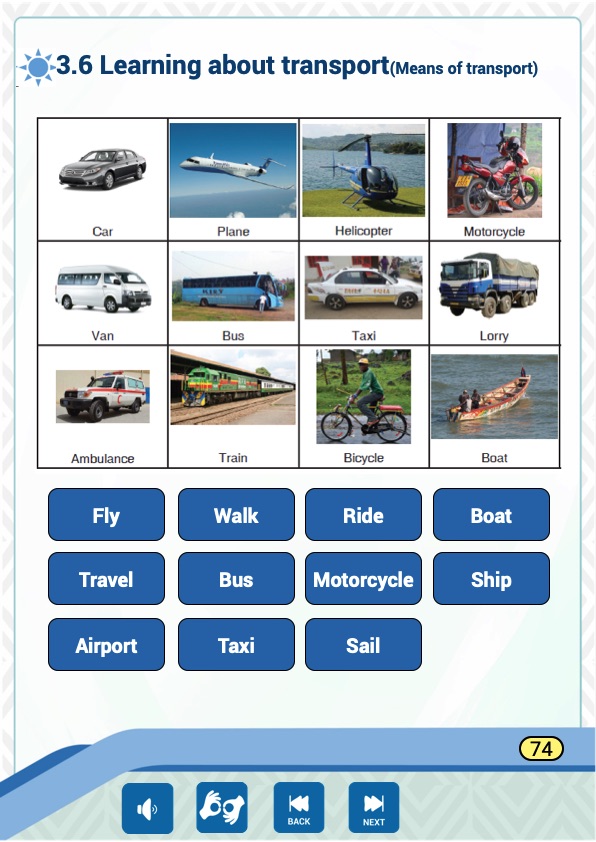 3.6 Learning about transport(Means of transport)
Car
Plane
Helicopter
Motorcycle
Van
Bus
Taxi
Lorry
Ambulance
Train
Bicycle
Boat
Fly
Walk
Ride
Boat
Travel
Bus
Motorcycle
Ship
Airport
Taxi
Sail
74
BACK
NEXT